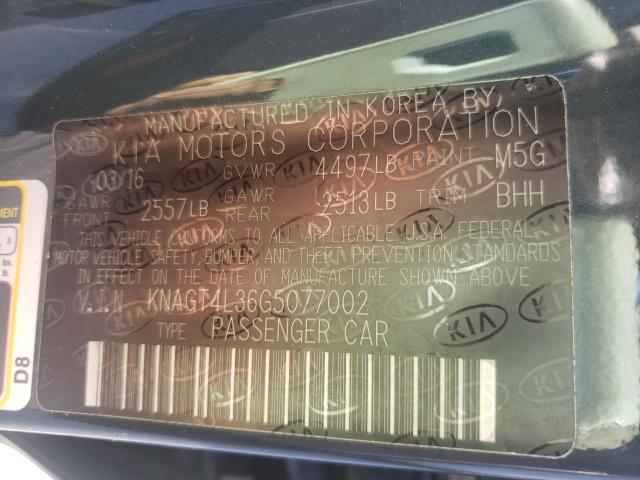 MANUFACTURED IN KOREA BY
KIA MOTORS CORPORATION
03/16 GVWR 4497LB PAINT M5G
GAWR FRONT 2557LB GAWR REAR 2513LB TRIM BHH
THIS VEHICLE CONFORMS TO ALL APPLICABLE U.S.A FEDERAL
MOTOR VEHICLE SAFETY, BUMPER, AND THEFT PREVENTION STANDARDS
IN EFFECT ON THE DATE OF MANUFACTURE SHOWN ABOVE
V.I.N KNAGT4L36G5077002
TYPE PASSENGER CAR
D8